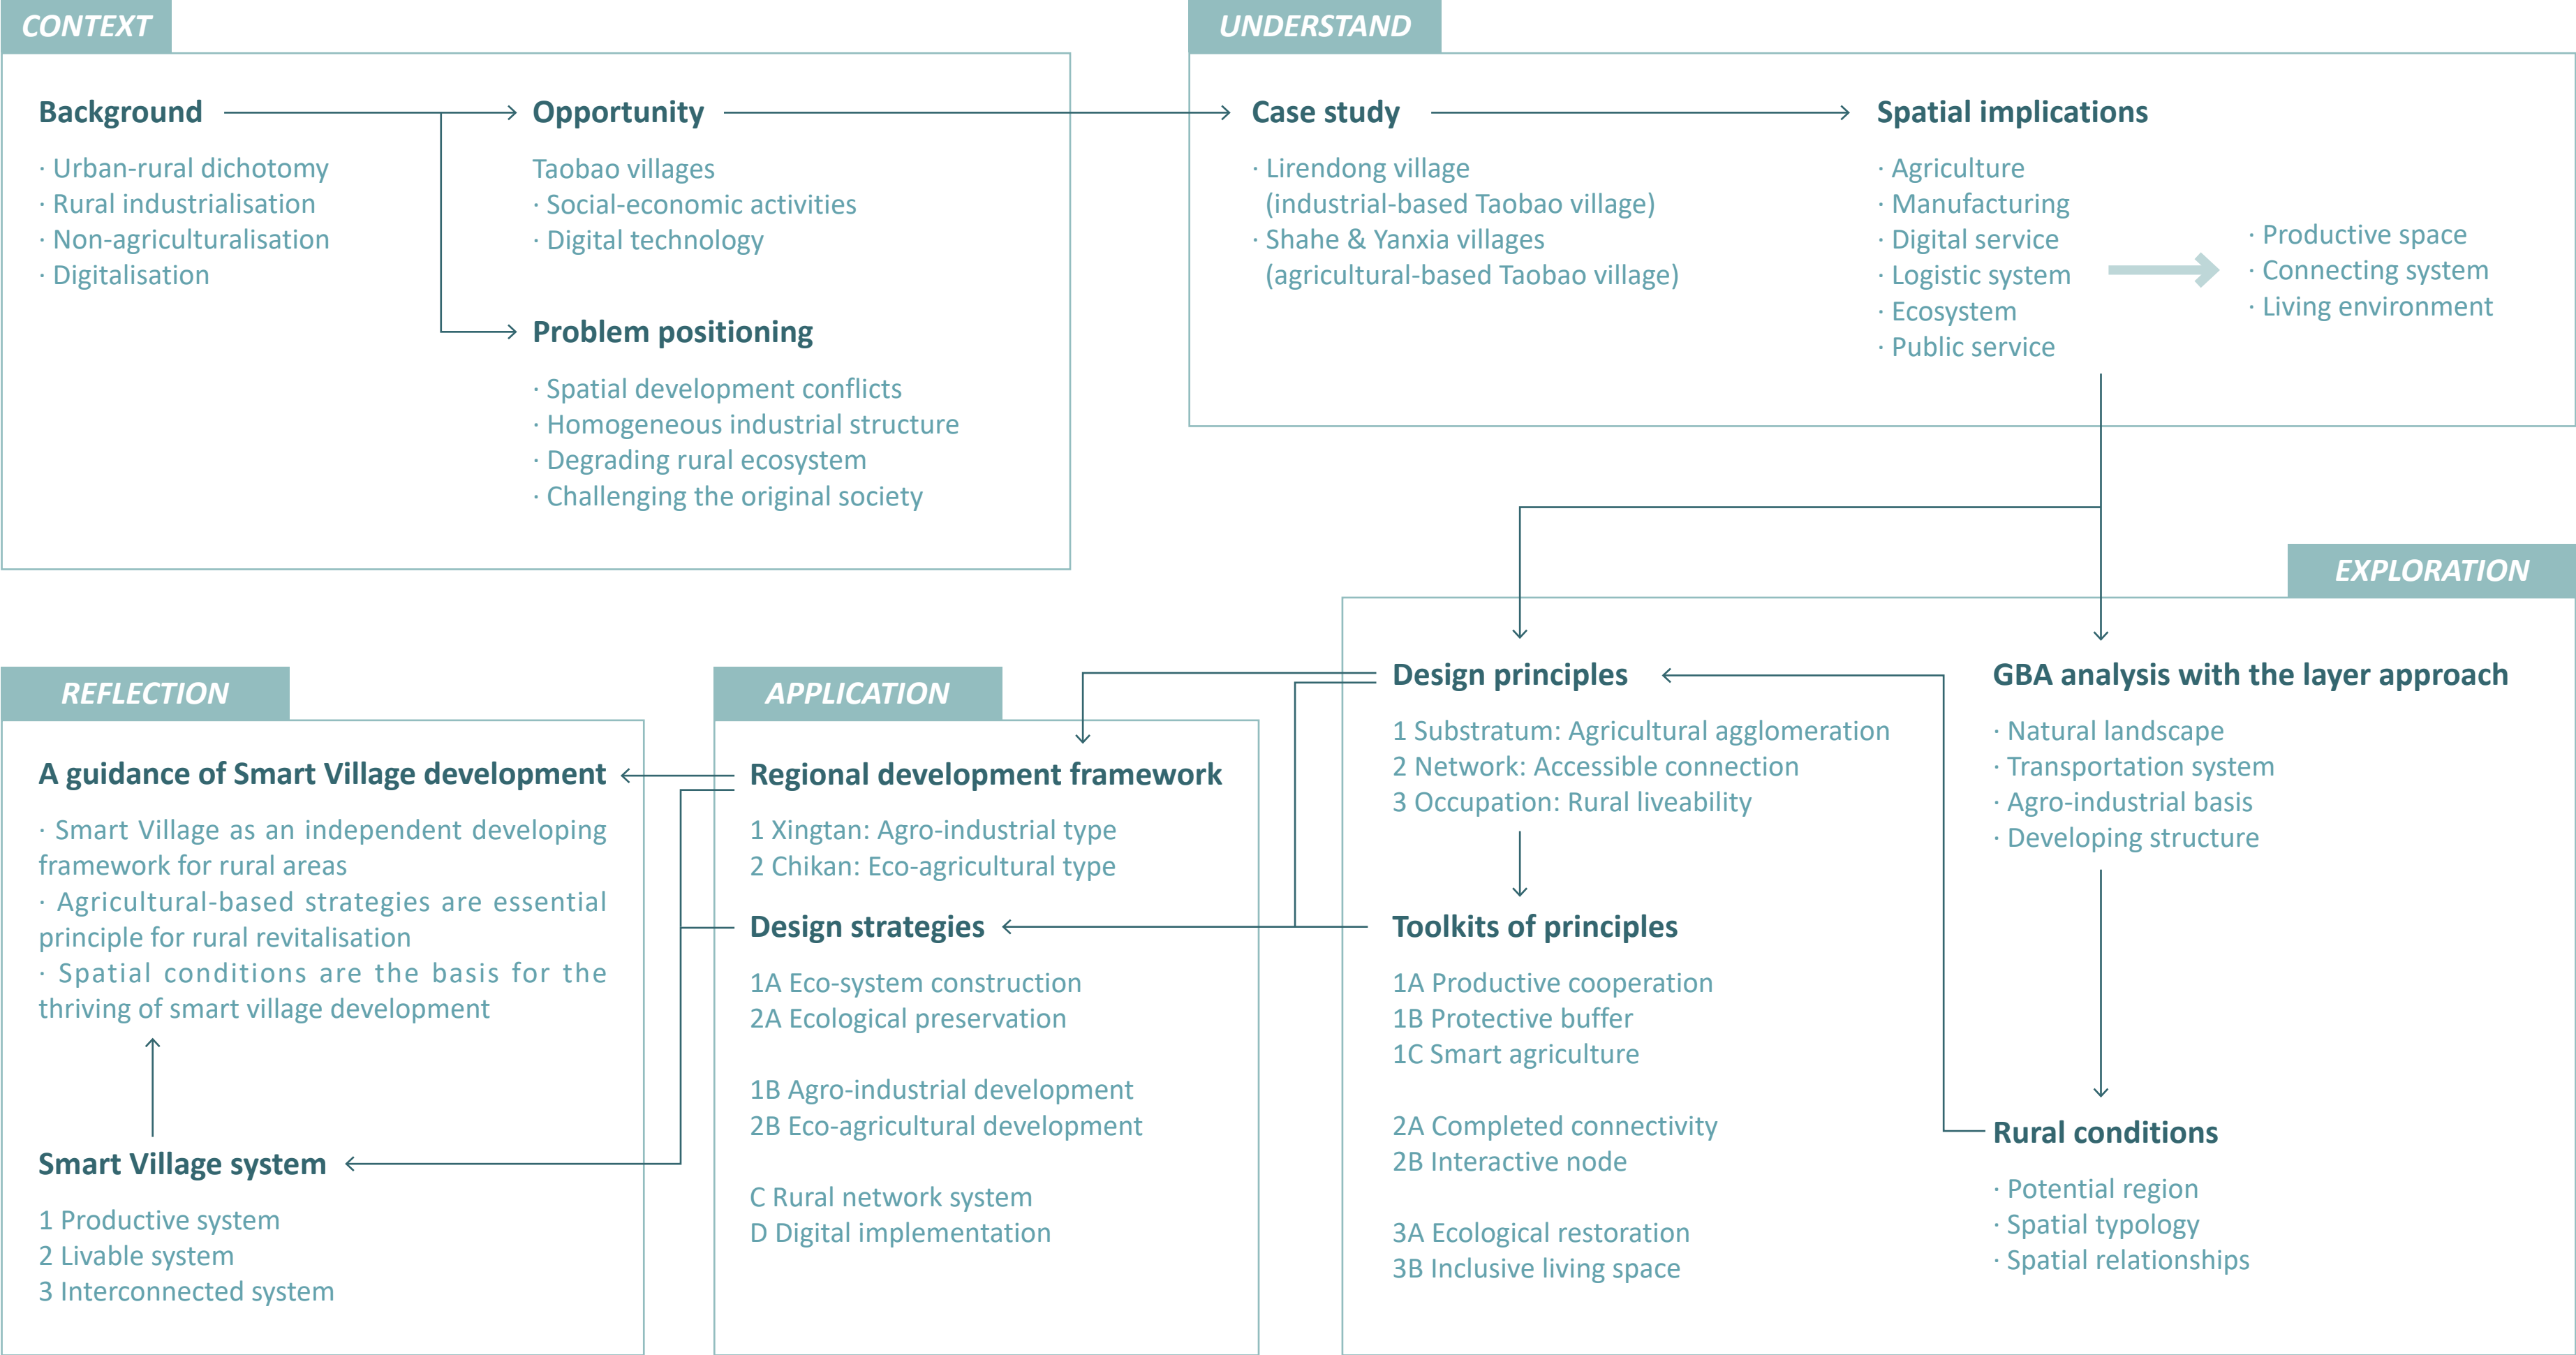 CONTEXT
Background
· Urban-rural dichotomy
· Rural industrialisation
· Non-agriculturalisation
· Digitalisation
Opportunity
Taobao villages
· Social-economic activities
· Digital technology
Problem positioning
· Spatial development conflicts
· Homogeneous industrial structure
· Degrading rural ecosystem
· Challenging the original society
UNDERSTAND
Case study
· Lirendong village
(industrial-based Taobao village)
· Shahe & Yanxia villages
(agricultural-based Taobao village)
Spatial implications
· Agriculture
· Manufacturing
· Digital service
· Logistic system
· Ecosystem
· Public service
· Productive space
· Connecting system
· Living environment
EXPLORATION
Design principles
1 Substratum: Agricultural agglomeration
2 Network: Accessible connection
3 Occupation: Rural liveability
GBA analysis with the layer approach
· Natural landscape
· Transportation system
· Agro-industrial basis
· Developing structure
Toolkits of principles
1A Productive cooperation
1B Protective buffer
1C Smart agriculture
2A Completed connectivity
2B Interactive node
3A Ecological restoration
3B Inclusive living space
Rural conditions
· Potential region
· Spatial typology
· Spatial relationships
APPLICATION
Regional development framework
1 Xingtan: Agro-industrial type
2 Chikan: Eco-agricultural type
Design strategies
1A Eco-system construction
2A Ecological preservation
1B Agro-industrial development
2B Eco-agricultural development
C Rural network system
D Digital implementation
REFLECTION
A guidance of Smart Village development
· Smart Village as an independent developing
framework for rural areas
· Agricultural-based strategies are essential
principle for rural revitalisation
· Spatial conditions are the basis for the
thriving of smart village development
Smart Village system
1 Productive system
2 Livable system
3 Interconnected system